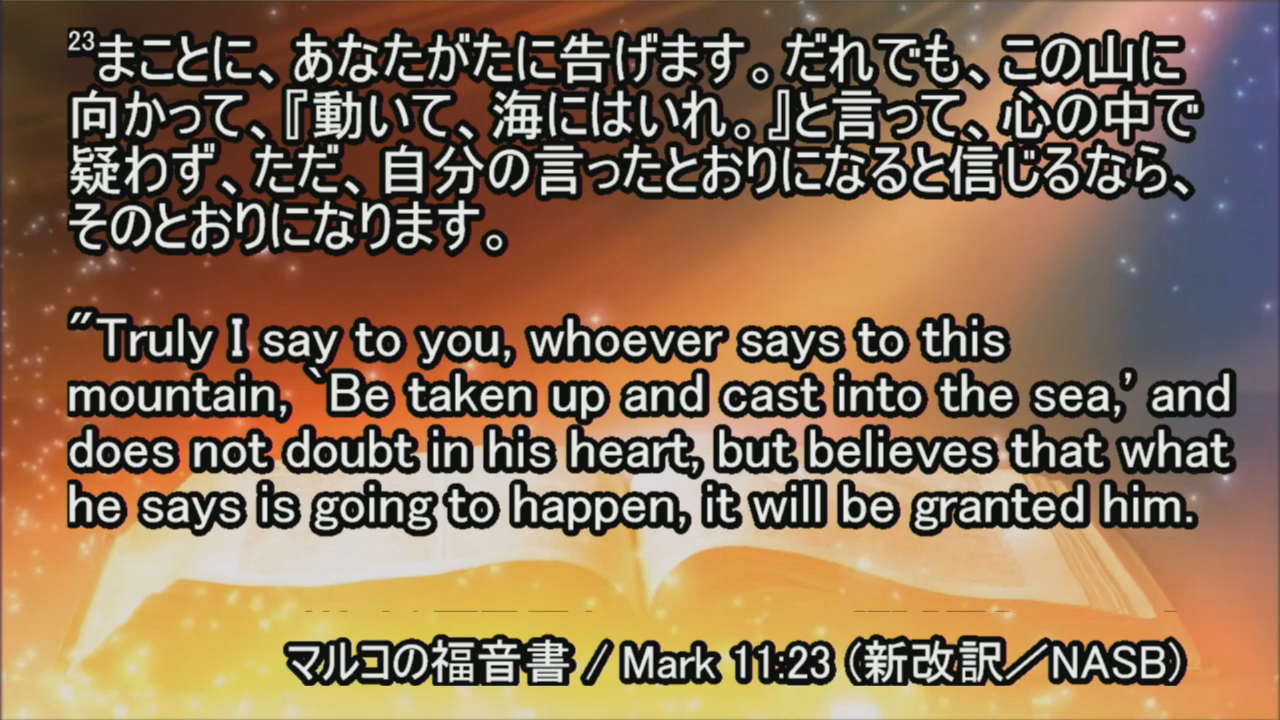 23まことに、あなたがたに告げます。だれでも、この山に
向かって、『動いて、海にはいれ。』と言って、心の中で
疑わず、ただ、自分の言ったとおりになると信じるなら、
そのとおりになります。
"Truly I say to you, whoever says to this
mountain, `Be taken up and cast into the sea,' and
does not doubt in his heart, but believes that what
he says is going to happen, it will be granted him.
マルコの福音書 / Mark 11:23 (新改訳／NASB)